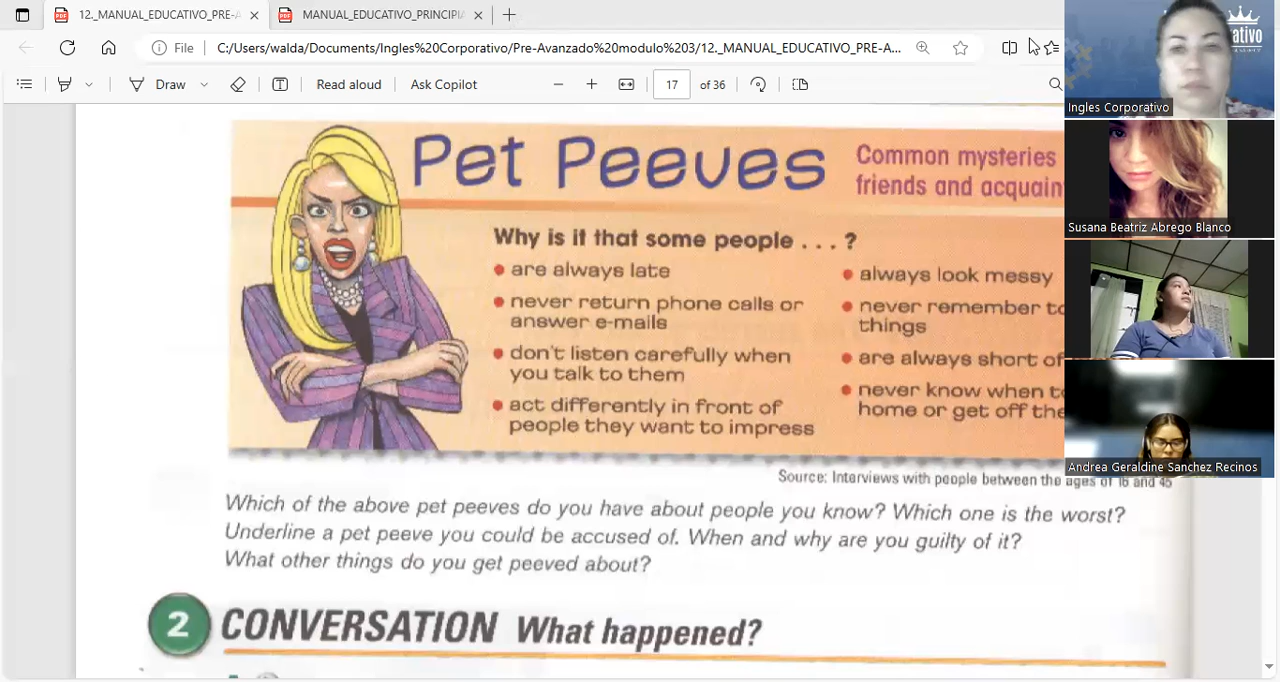 12._MANUAL_EDUCATIVO_PRE-A
MANUAL_EDUCATIVO_PRINCIPIA
File
C:/Users/walda/Documents/Ingles%20Corporativo/Pre-Avanzado%20modulo%203/12._MANUAL_EDUCATIVO_PRE-A...
Draw
Read aloud
Ask Copilot
17 of 36
Ingles Corporativo
Susana Beatriz Abrego Blanco
Andrea Geraldine Sanchez Recinos
Pet Peeves
Common mysteries
friends and acquain
Why is it that some people . . . ?
are always late
never return phone calls or
answer e-mails
don't listen carefully when
you talk to them
act differently in front of
people they want to impress
always look messy
never remember to
things
are always short of
never know when to
home or get off the
Source: Interviews with people between the ages of 16 and 45
Which of the above pet peeves do you have about people you know? Which one is the worst?
Underline a pet peeve you could be accused of. When and why are you guilty of it?
What other things do you get peeved about?
2 CONVERSATION What happened?